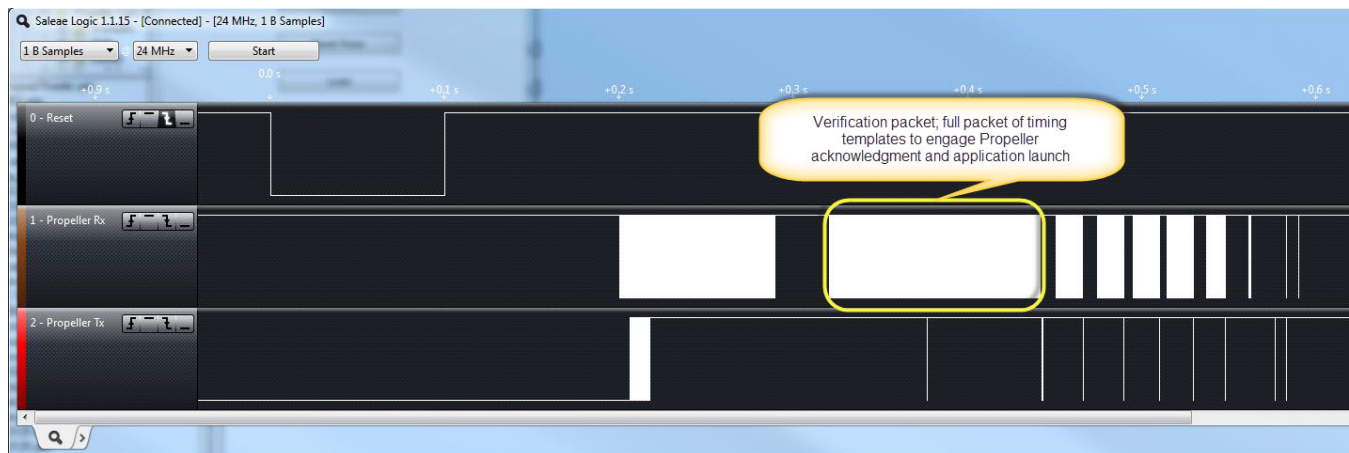 Saleae Logic 1.1.15 - [Connected] - [24 MHz, 1 B Samples]
1 B Samples 24 MHz Start
0.0 s
+0.9 s +0.1 s +0.2 s +0.3 s +0.4 s +0.5 s +0.6 s
0 - Reset
Verification packet; full packet of timing
templates to engage Propeller
acknowledgment and application launch
1 - Propeller Rx
2 - Propeller Tx